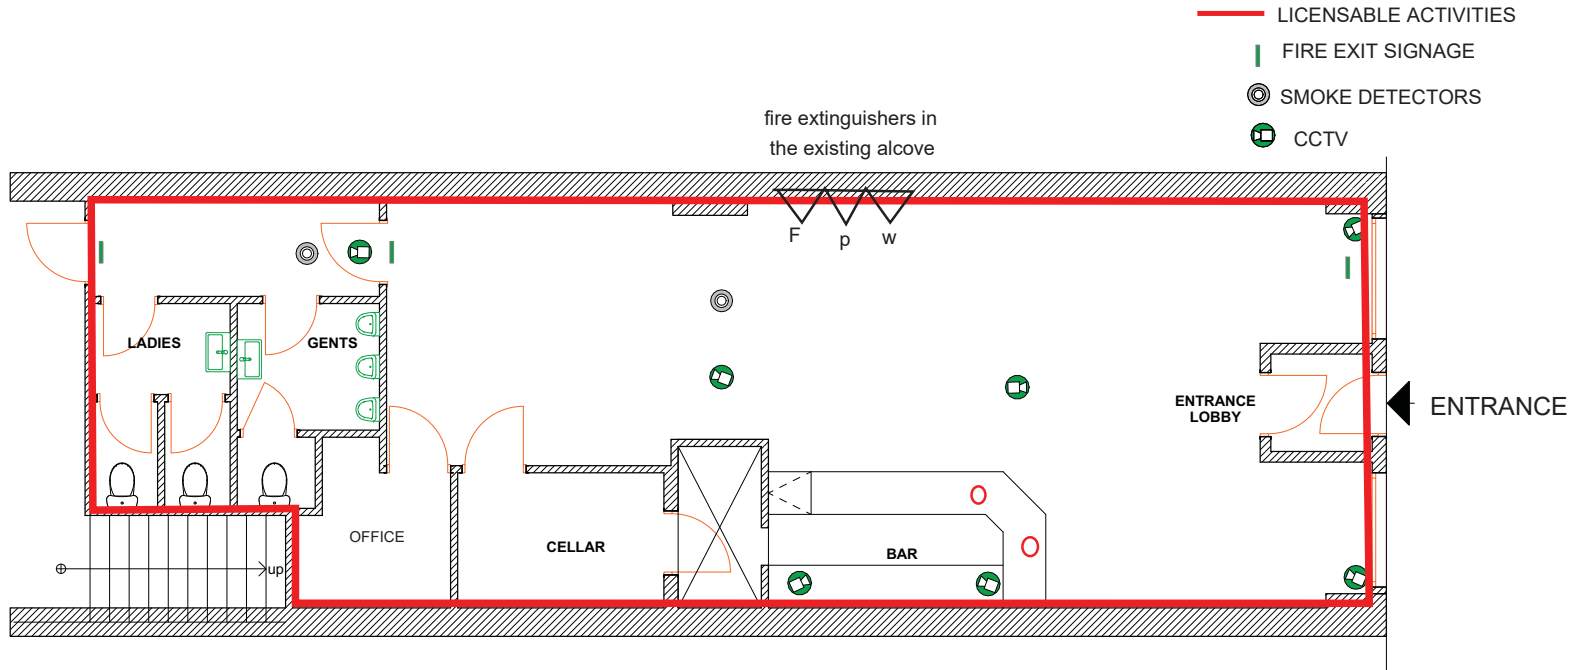 LICENSABLE ACTIVITIES
FIRE EXIT SIGNAGE
SMOKE DETECTORS
CCTV
fire extinguishers in
the existing alcove
F
p
w
LADIES
GENTS
ENTRANCE
LOBBY
ENTRANCE
OFFICE
CELLAR
BAR
up